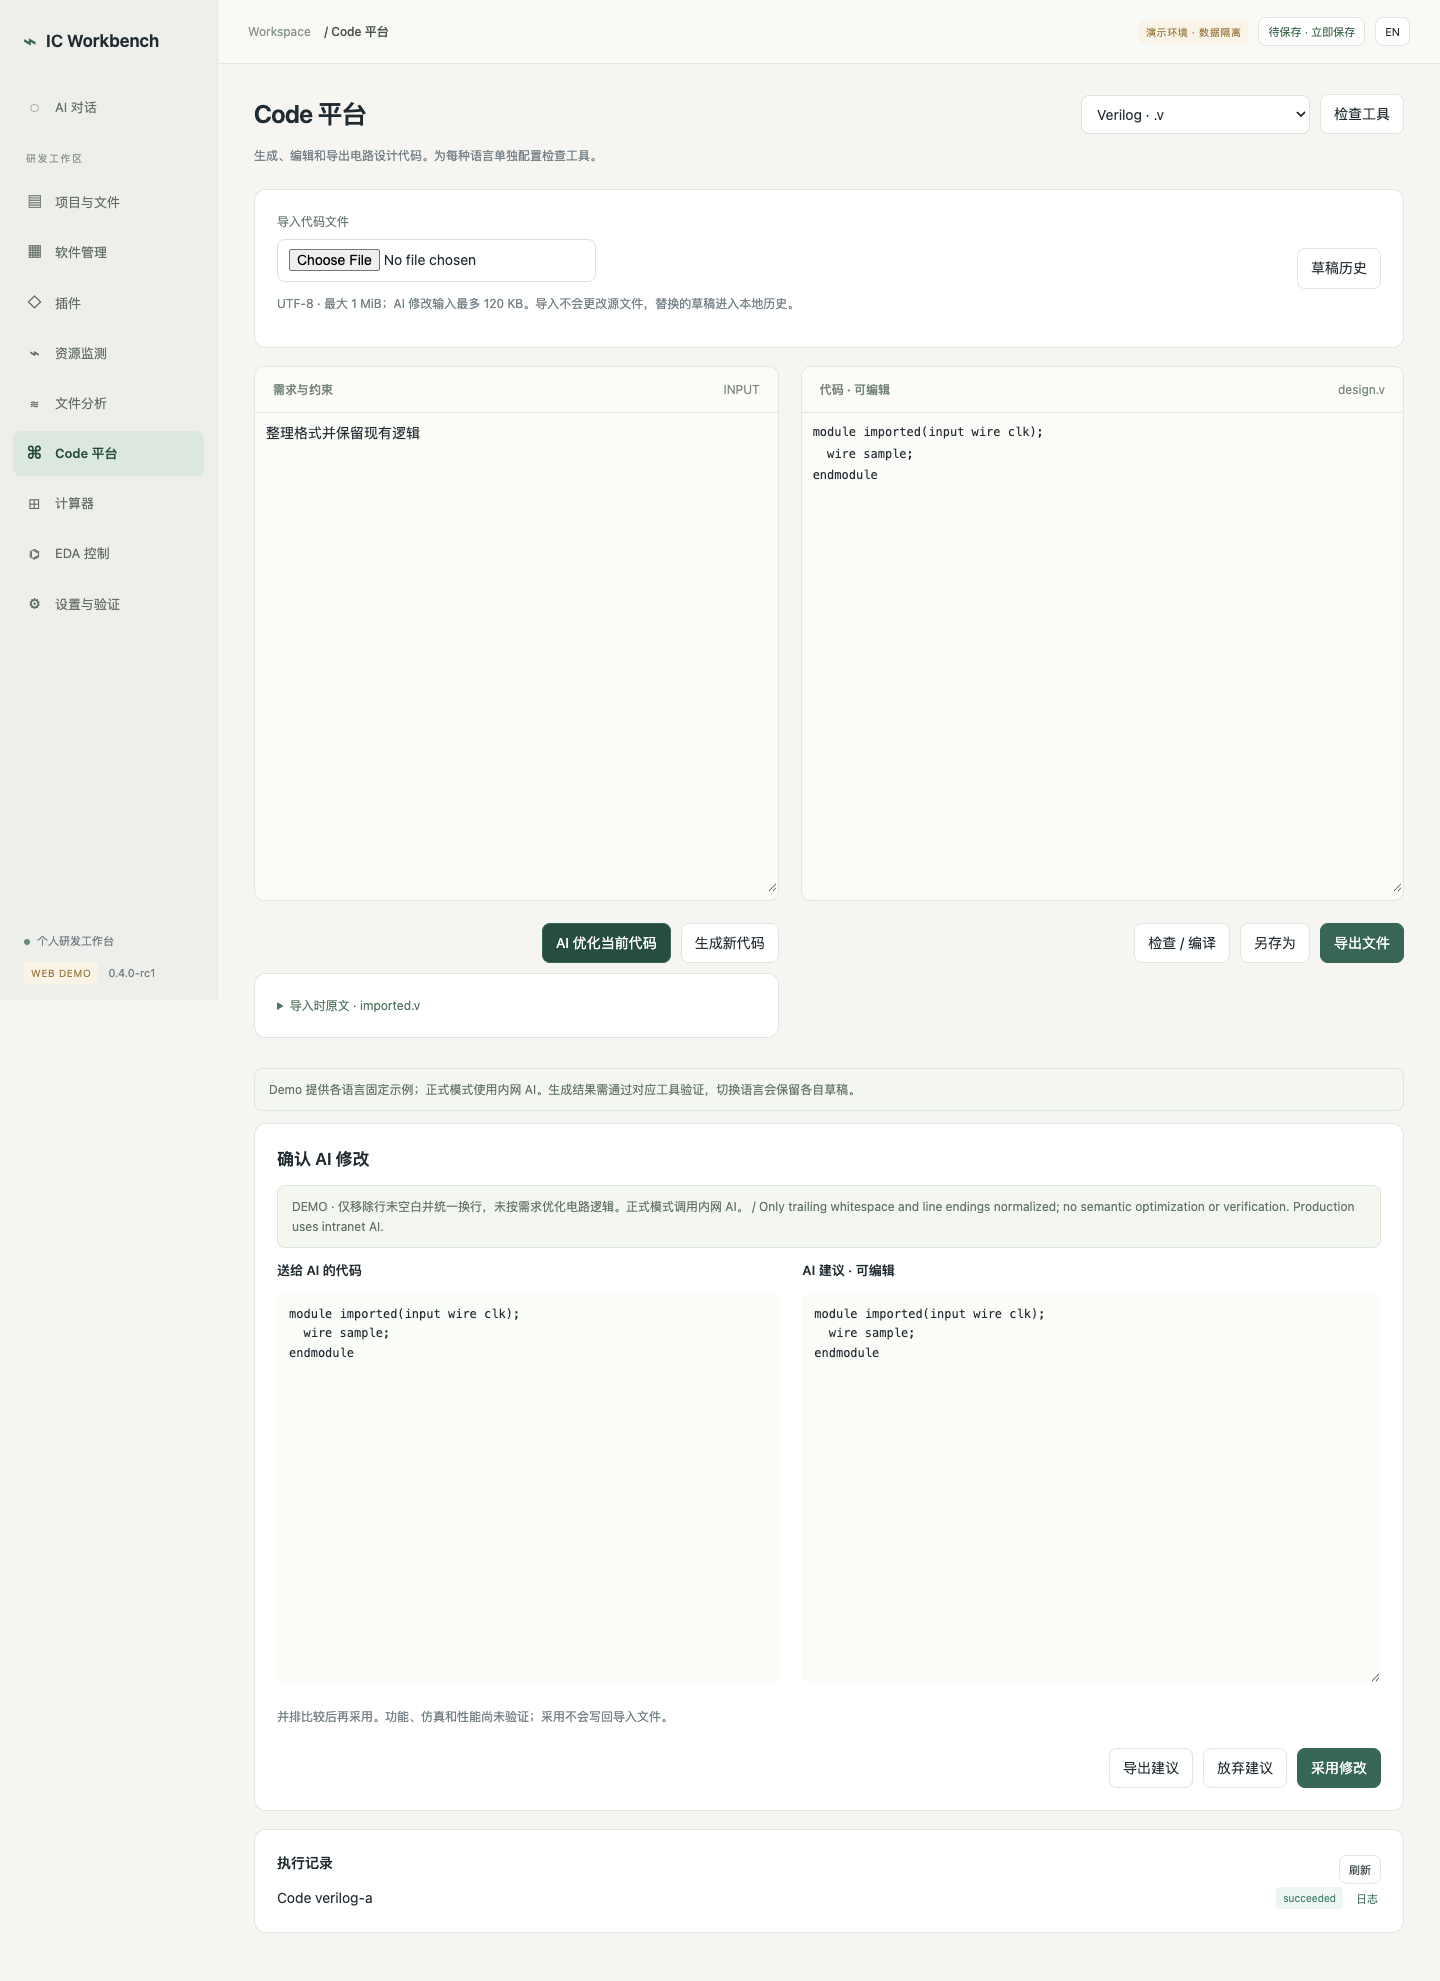 IC Workbench
AI 对话
研发工作区
项目与文件
软件管理
插件
资源监测
文件分析
Code 平台
计算器
EDA 控制
设置与验证
个人研发工作台
WEB DEMO 0.4.0-rc1
Workspace / Code 平台
演示环境 · 数据隔离
待保存 · 立即保存
EN
Code 平台
Verilog · .v
检查工具
生成、编辑和导出电路设计代码。为每种语言单独配置检查工具。
导入代码文件
Choose File No file chosen
草稿历史
UTF-8 · 最大 1 MiB；AI 修改输入最多 120 KB。导入不会更改源文件，替换的草稿进入本地历史。
需求与约束 INPUT
整理格式并保留现有逻辑
代码 · 可编辑 design.v
module imported(input wire clk);
  wire sample;
endmodule
AI 优化当前代码
生成新代码
检查 / 编译
另存为
导出文件
▶ 导入时原文 · imported.v
Demo 提供各语言固定示例；正式模式使用内网 AI。生成结果需通过对应工具验证，切换语言会保留各自草稿。
确认 AI 修改
DEMO · 仅移除行末空白并统一换行，未按需求优化电路逻辑。正式模式调用内网 AI。 / Only trailing whitespace and line endings normalized; no semantic optimization or verification. Production
uses intranet AI.
送给 AI 的代码
module imported(input wire clk);
  wire sample;
endmodule
AI 建议 · 可编辑
module imported(input wire clk);
  wire sample;
endmodule
并排比较后再采用。功能、仿真和性能尚未验证；采用不会写回导入文件。
导出建议
放弃建议
采用修改
执行记录
刷新
Code verilog-a
succeeded
日志